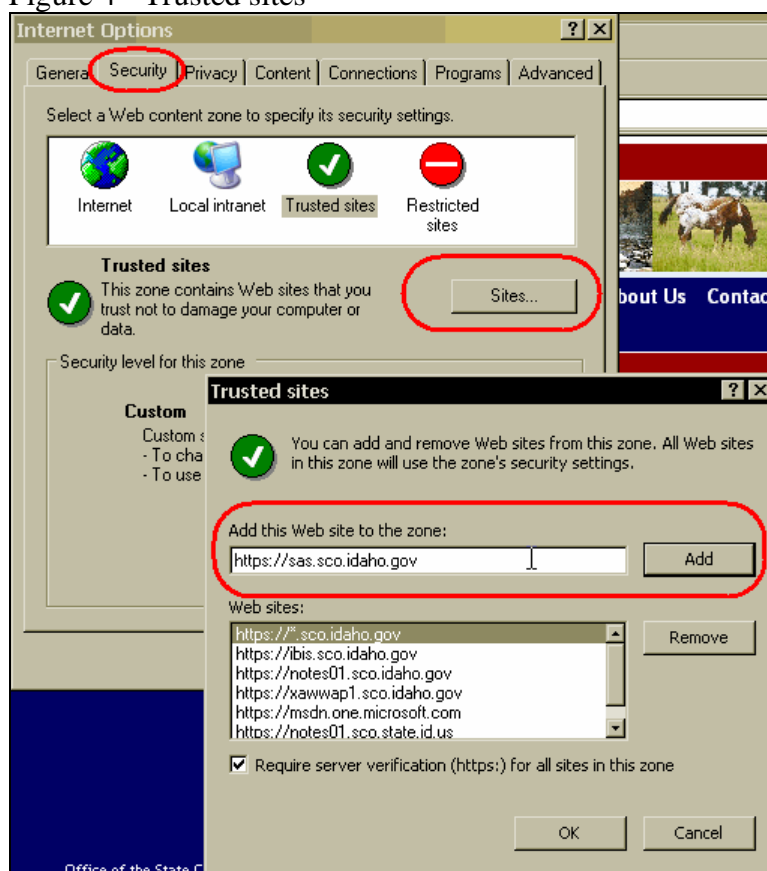 Figure 4 - Trusted sites
Internet Options
General Security Privacy Content Connections Programs Advanced
Select a Web content zone to specify its security settings.
Internet Local intranet Trusted sites Restricted
sites
Trusted sites
This zone contains Web sites that you
trust not to damage your computer or
data.
Sites...
bout Us Contac
Security level for this zone
Custom
Custom s
- To cha
- To use
Trusted sites
You can add and remove Web sites from this zone. All Web sites
in this zone will use the zone's security settings.
Add this Web site to the zone:
https://sas.sco.idaho.gov
Add
Web sites:
https://*.sco.idaho.gov
https://ibis.sco.idaho.gov
https://notes01.sco.idaho.gov
https://xawwap1.sco.idaho.gov
https://msdn.one.microsoft.com
https://notes01.sco.state.id.us
Remove
Require server verification (https:) for all sites in this zone
OK Cancel
Office of the State C